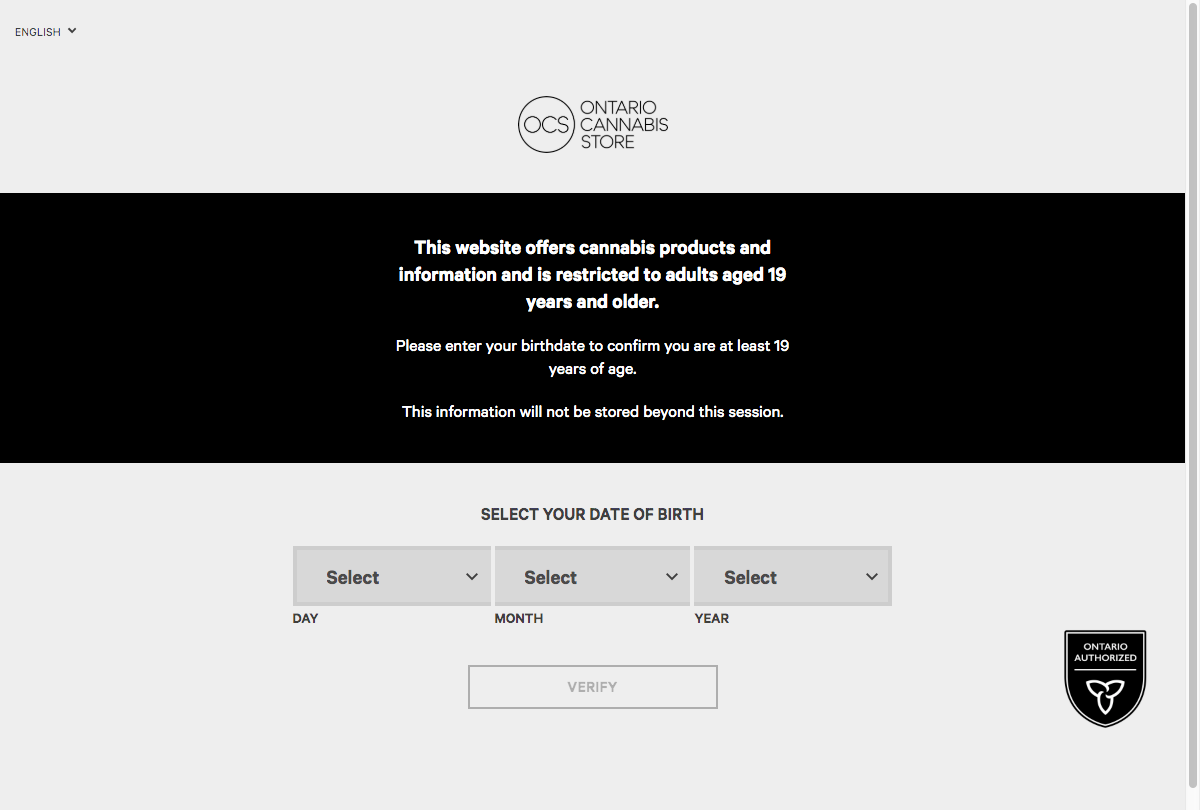 ENGLISH
OCS
ONTARIO
CANNABIS
STORE
This website offers cannabis products and
information and is restricted to adults aged 19
years and older.
Please enter your birthdate to confirm you are at least 19
years of age.
This information will not be stored beyond this session.
SELECT YOUR DATE OF BIRTH
Select Select Select
DAY MONTH YEAR
VERIFY
ONTARIO
AUTHORIZED